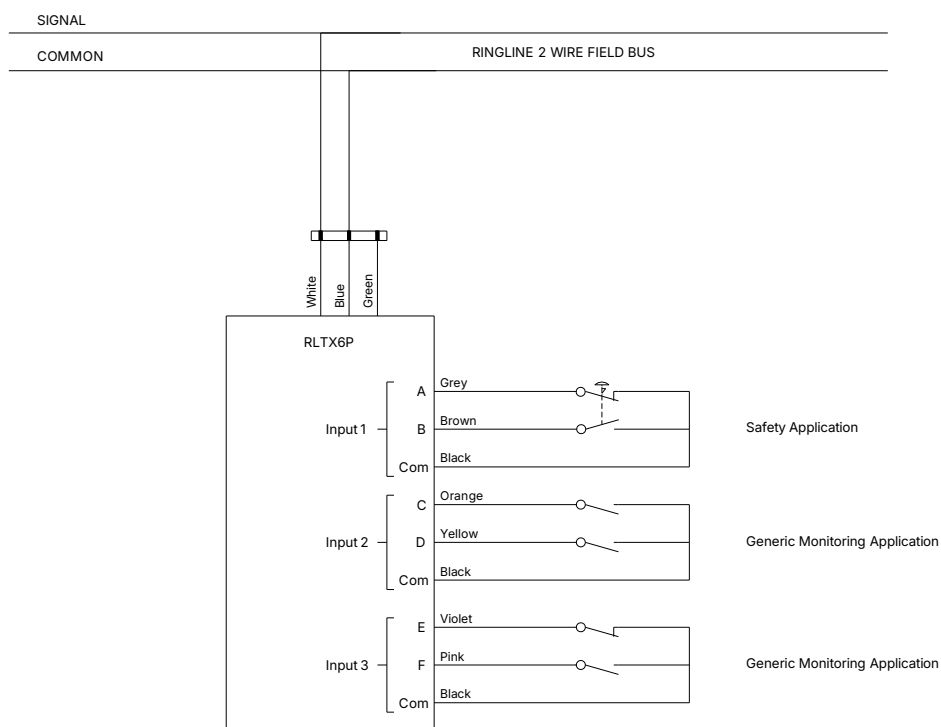 SIGNAL
COMMON
RINGLINE 2 WIRE FIELD BUS
White
Blue
Green
RLTX6P
A Grey
Input 1 B Brown Safety Application
Com Black
C Orange
Input 2 D Yellow Generic Monitoring Application
Com Black
E Violet
Input 3 F Pink Generic Monitoring Application
Com Black